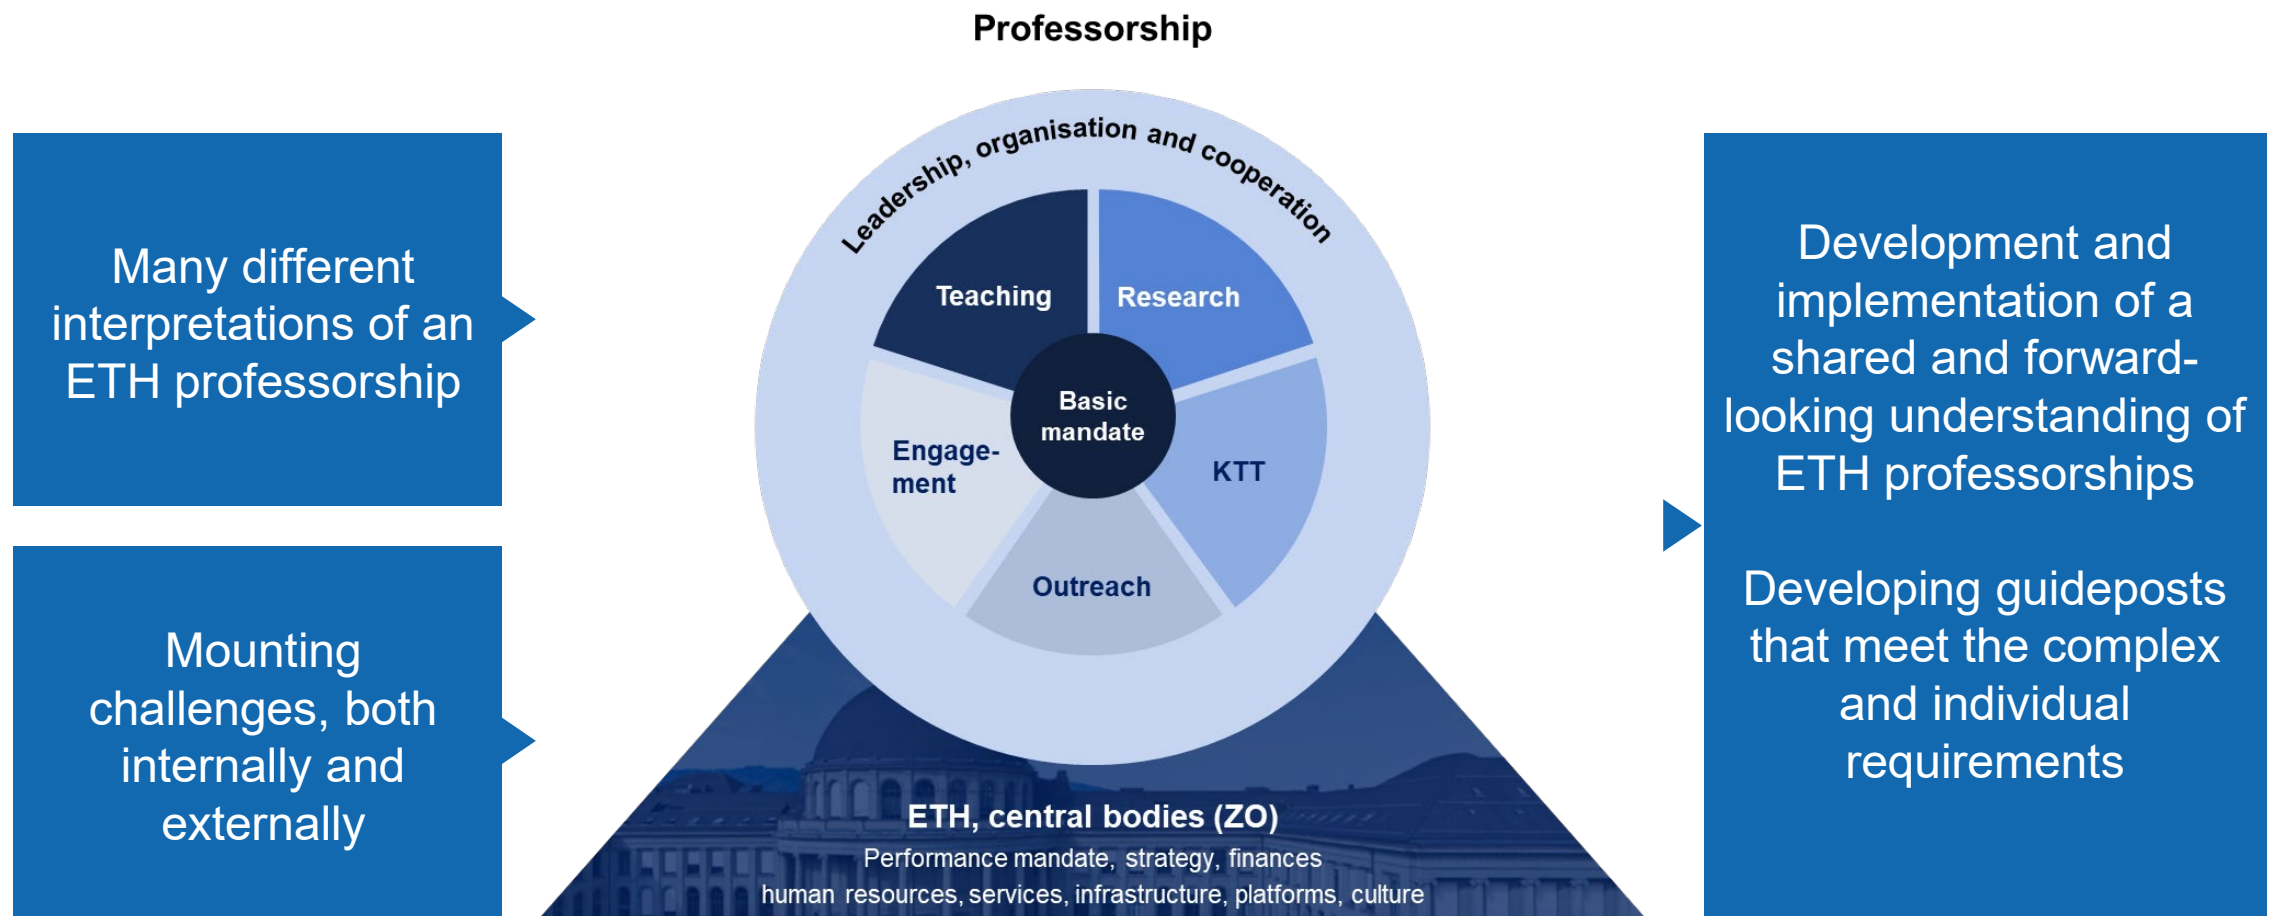 Professorship
Many different
interpretations of an
ETH professorship
Mounting
challenges, both
internally and
externally
Leadership, organisation and cooperation
Teaching
Research
Basic
mandate
Engage-
ment
KTT
Outreach
ETH, central bodies (ZO)
Performance mandate, strategy, finances
human resources, services, infrastructure, platforms, culture
Development and
implementation of a
shared and forward-
looking understanding of
ETH professorships
Developing guideposts
that meet the complex
and individual
requirements